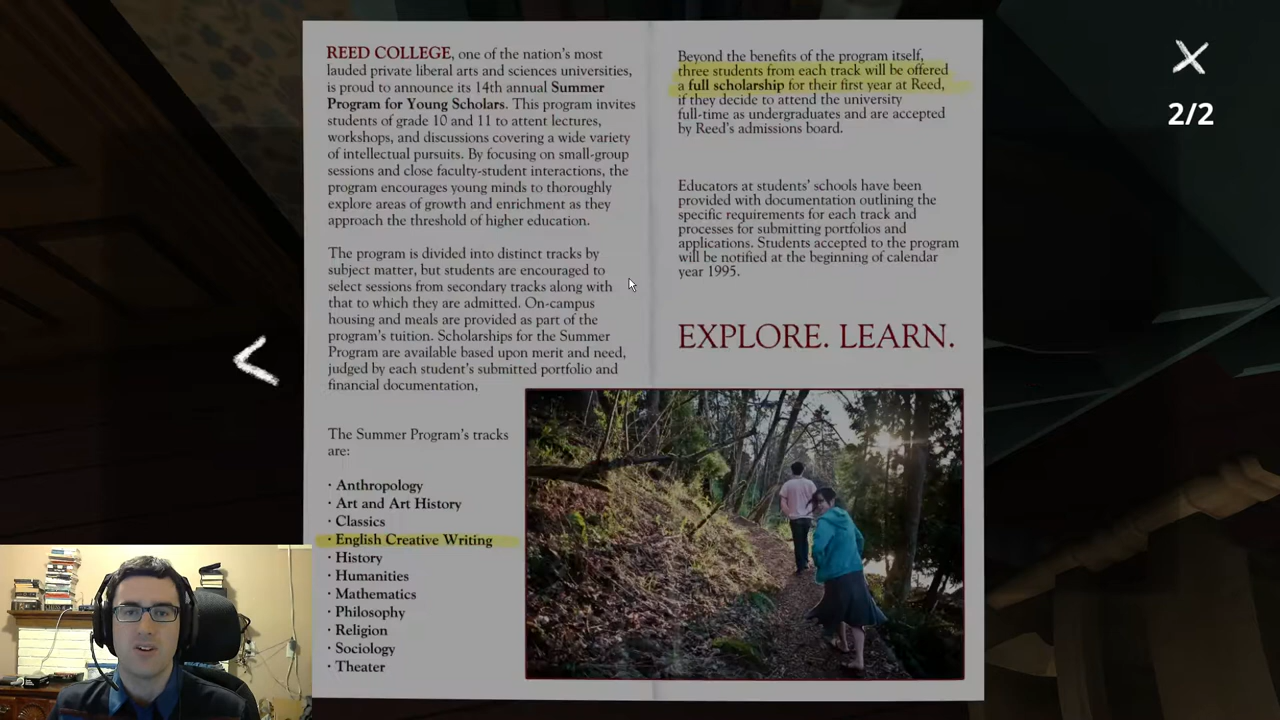 REED COLLEGE, one of the nation's most
lauded private liberal arts and sciences universities,
is proud to announce its 14th annual Summer
Program for Young Scholars. This program invites
students of grade 10 and 11 to attent lectures,
workshops, and discussions covering a wide variety
of intellectual pursuits. By focusing on small-group
sessions and close faculty-student interactions, the
program encourages young minds to thoroughly
explore areas of growth and enrichment as they
approach the threshold of higher education.
The program is divided into distinct tracks by
subject matter, but students are encouraged to
select sessions from secondary tracks along with
that to which they are admitted. On-campus
housing and meals are provided as part of the
program's tuition. Scholarships for the Summer
Program are available based upon merit and need,
judged by each student's submitted portfolio and
financial documentation,
The Summer Program's tracks
are:
· Anthropology
· Art and Art History
· Classics
· English Creative Writing
· History
· Humanities
· Mathematics
· Philosophy
· Religion
· Sociology
· Theater
Beyond the benefits of the program itself,
three students from each track will be offered
a full scholarship for their first year at Reed,
if they decide to attend the university
full-time as undergraduates and are accepted
by Reed's admissions board.
Educators at students' schools have been
provided with documentation outlining the
specific requirements for each track and
processes for submitting portfolios and
applications. Students accepted to the program
will be notified at the beginning of calendar
year 1995.
EXPLORE. LEARN.
2/2